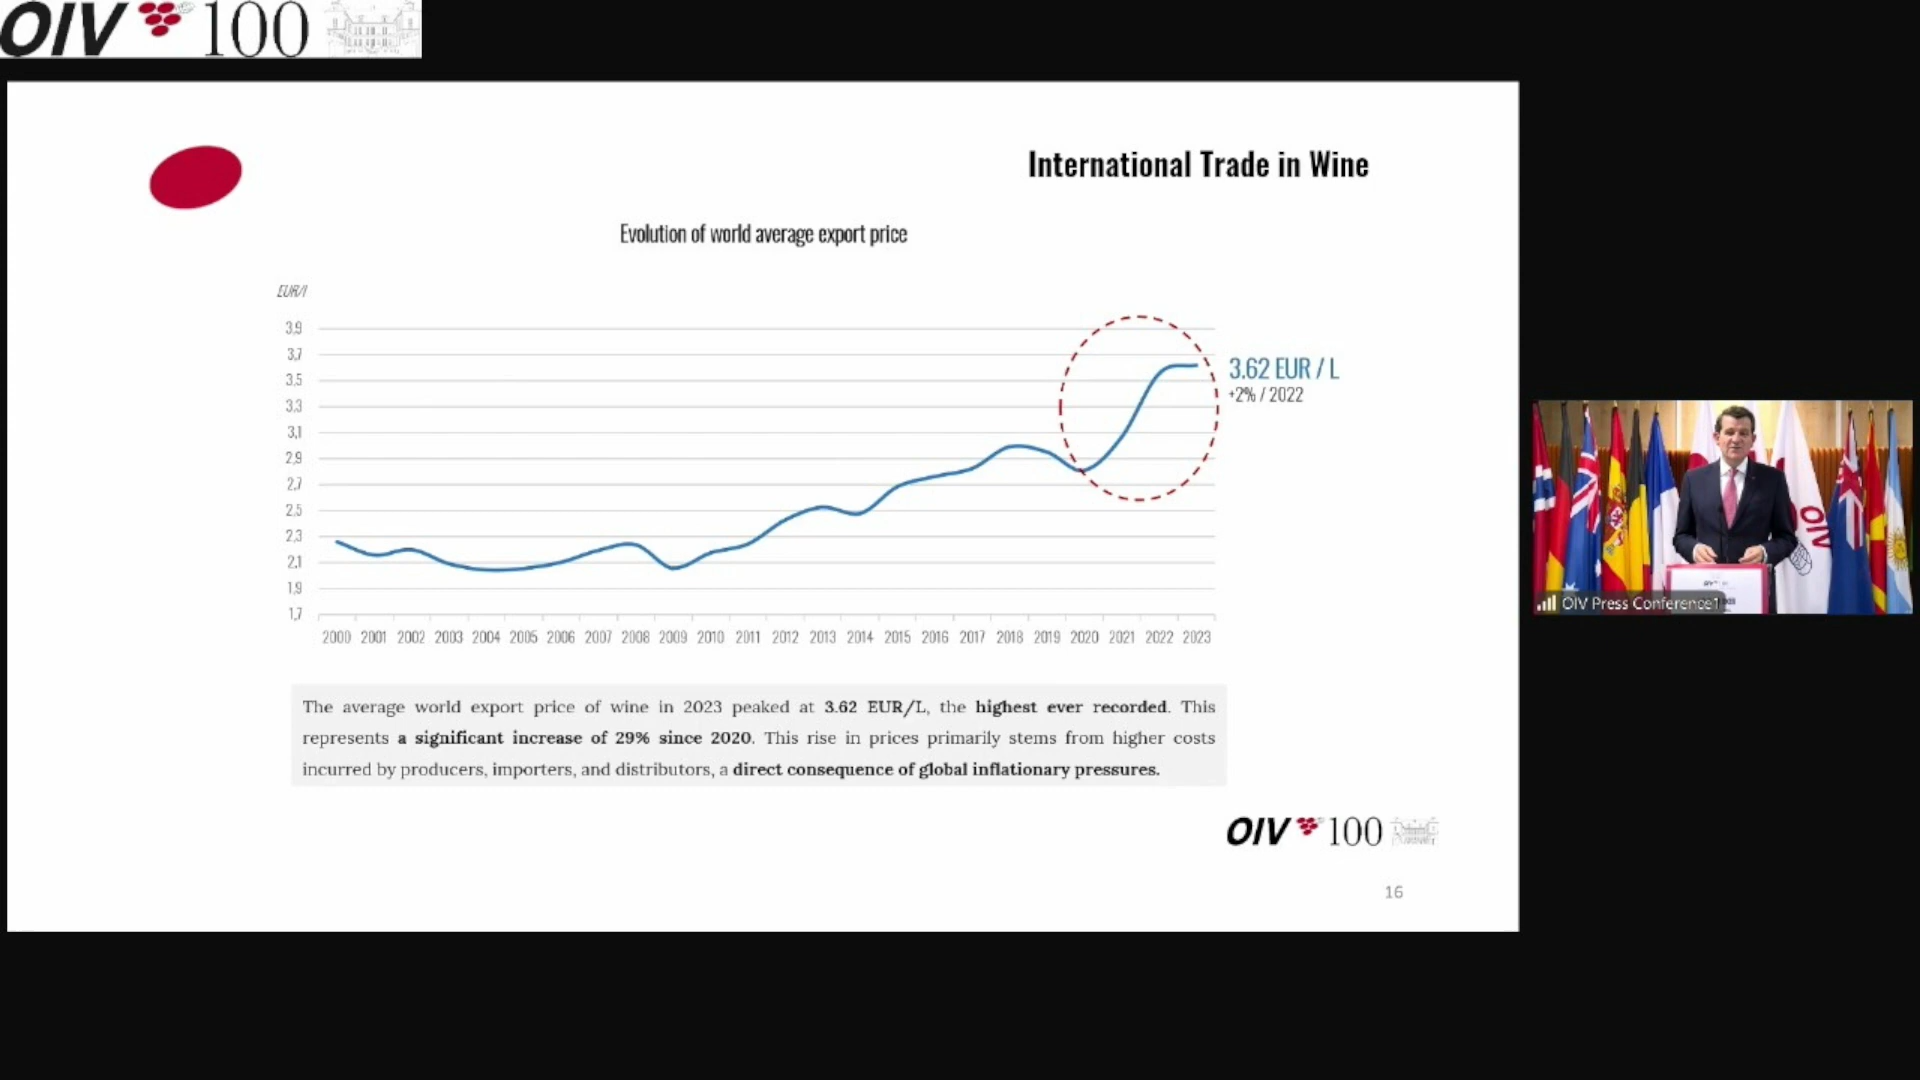 OIV 100
International Trade in Wine
Evolution of world average export price
EUR/l
3,9
3,7
3,5
3,3
3,1
2,9
2,7
2,5
2,3
2,1
1,9
1,7
2000 2001 2002 2003 2004 2005 2006 2007 2008 2009 2010 2011 2012 2013 2014 2015 2016 2017 2018 2019 2020 2021 2022 2023
3.62 EUR / L
+2% / 2022
The average world export price of wine in 2023 peaked at 3.62 EUR/L, the highest ever recorded. This
represents a significant increase of 29% since 2020. This rise in prices primarily stems from higher costs
incurred by producers, importers, and distributors, a direct consequence of global inflationary pressures.
OIV 100
16
OIV
OIV Press Conference1